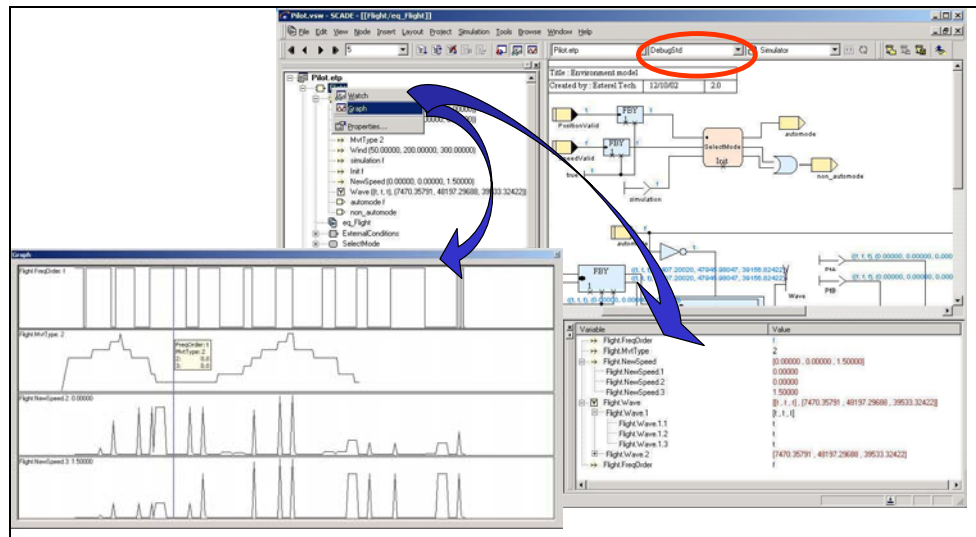 Pilot.vsw - SCADE - [[Flight/eq_Flight]]
File Edit View Node Insert Layout Project Simulation Tools Browse Window Help
5
Pilot.etp
DebugStd
Simulator
Pilot.etp
Watch
Graph
Properties...
MvtType 2
Wind (50.00000, 200.00000, 300.00000)
simulation f
Init f
NewSpeed (0.00000, 0.00000, 1.50000)
Wave ((t, t, t), (7470.35791, 48197.29688, 39533.32422))
automode f
non_automode
eq_Flight
ExternalConditions
SelectMode
Title : Environment model
Created by : Esterel Tech 12/10/02 2.0
PositionValid
t
FBY
1
t
automode
SelectMode
Init
FBY
1
t
true
simulation
non_automode
FBY
1
Wave
Graph
Flight.FreqOrder: f
Flight.MvtType: 2
FreqOrder: t
MvtType: 2
2: 0.0
3: 0.0
Flight.NewSpeed.2: 0.00000
Flight.NewSpeed.3: 1.50000
Variable Value
Flight.FreqOrder f
Flight.MvtType 2
Flight.NewSpeed [0.00000 , 0.00000 , 1.50000]
Flight.NewSpeed.1 0.00000
Flight.NewSpeed.2 0.00000
Flight.NewSpeed.3 1.50000
Flight.Wave [[t , t , t] , [7470.35791 , 48197.29688 , 39533.32422]]
Flight.Wave.1 [t , t , t]
Flight.Wave.1.1 t
Flight.Wave.1.2 t
Flight.Wave.1.3 t
Flight.Wave.2 [7470.35791 , 48197.29688 , 39533.32422]
Flight.FreqOrder f